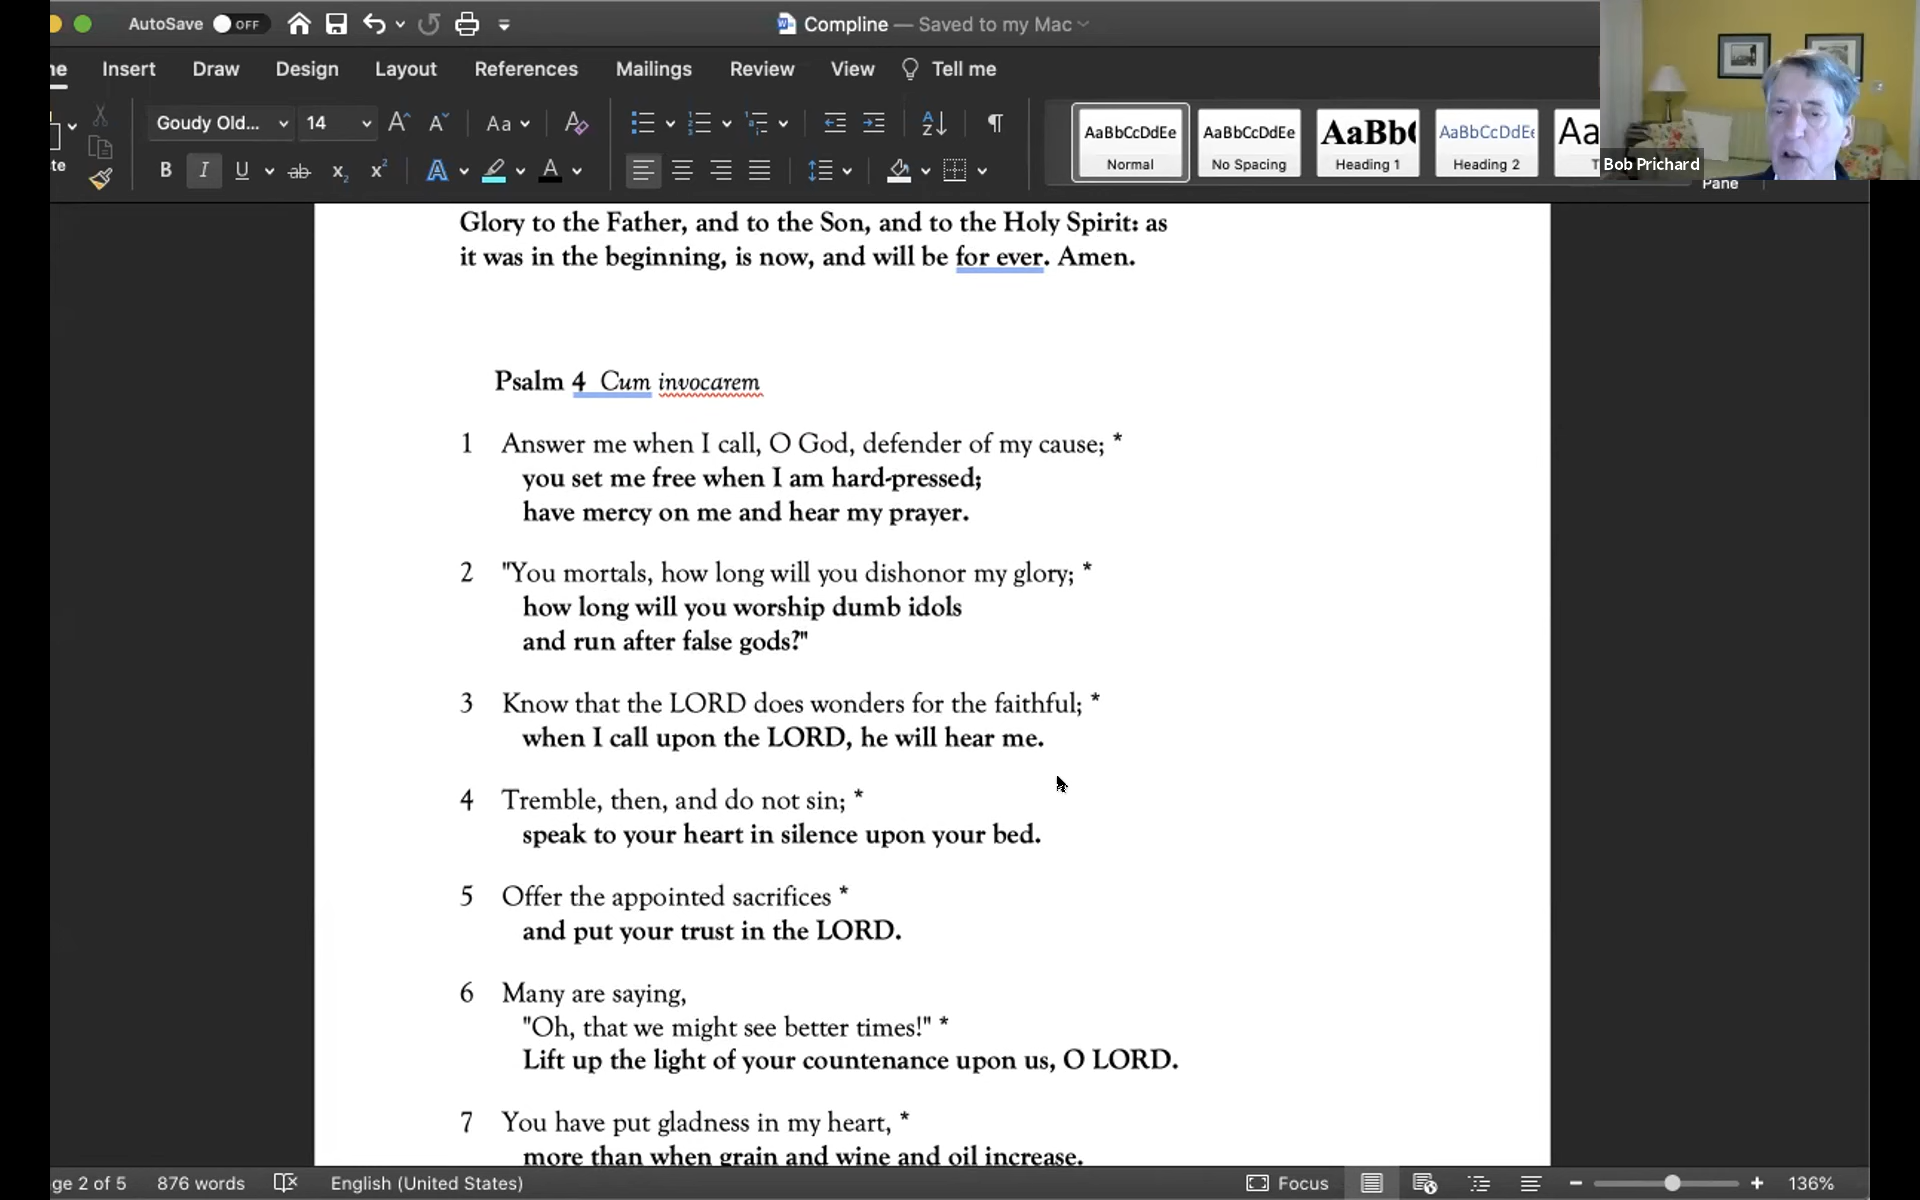 AutoSave OFF Compline — Saved to my Mac
Insert Draw Design Layout References Mailings Review View Tell me
Goudy Old... 14 Aa AaBbCcDdEe AaBbCcDdEe AaBbCcDdEe
B I U ab x2 x2 A A Normal No Spacing Heading 1 Heading 2
Bob Prichard
Pane
Glory to the Father, and to the Son, and to the Holy Spirit: as
it was in the beginning, is now, and will be for ever. Amen.
Psalm 4 Cum invocarem
1 Answer me when I call, O God, defender of my cause; *
you set me free when I am hard-pressed;
have mercy on me and hear my prayer.
2 "You mortals, how long will you dishonor my glory; *
how long will you worship dumb idols
and run after false gods?"
3 Know that the LORD does wonders for the faithful; *
when I call upon the LORD, he will hear me.
4 Tremble, then, and do not sin; *
speak to your heart in silence upon your bed.
5 Offer the appointed sacrifices *
and put your trust in the LORD.
6 Many are saying,
"Oh, that we might see better times!" *
Lift up the light of your countenance upon us, O LORD.
7 You have put gladness in my heart, *
more than when grain and wine and oil increase.
ge 2 of 5 876 words English (United States) Focus 136%